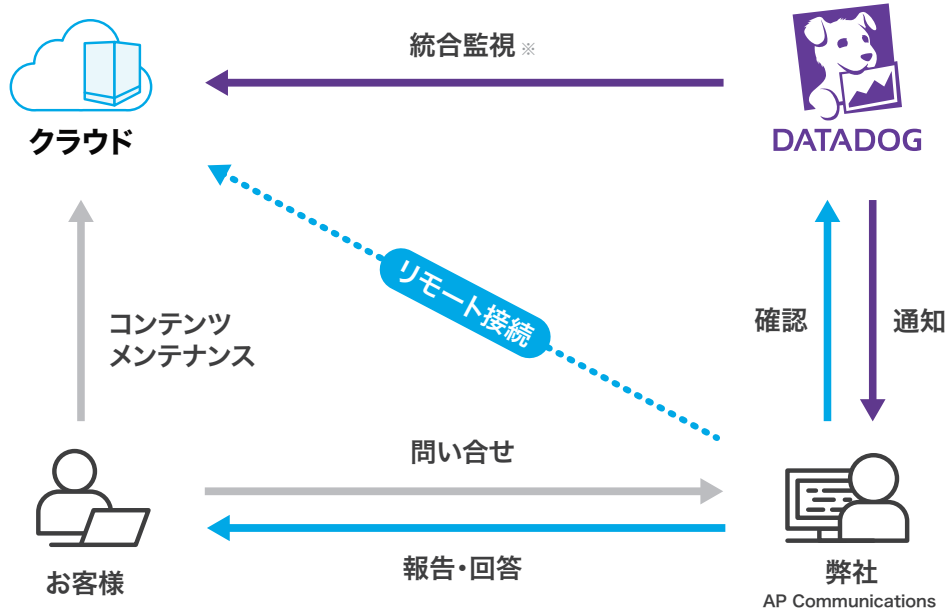 統合監視 ※
クラウド
DATADOG
リモート接続
コンテンツ
メンテナンス
確認
通知
問い合せ
報告・回答
お客様
弊社
AP Communications